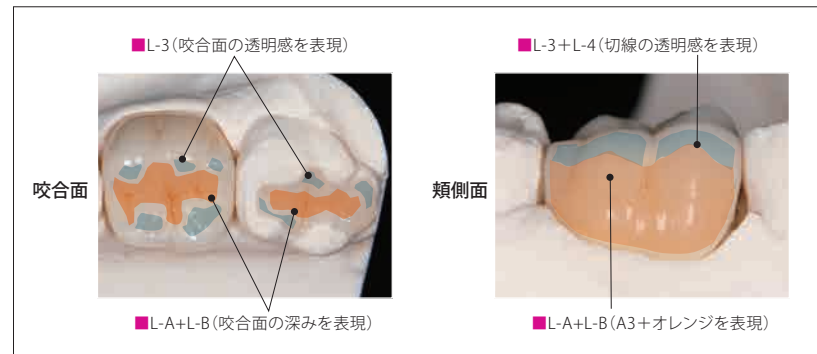 ■L-3(咬合面の透明感を表現)
■L-3+L-4(切線の透明感を表現)
咬合面
頬側面
■L-A+L-B(咬合面の深みを表現)
■L-A+L-B(A3+オレンジを表現)